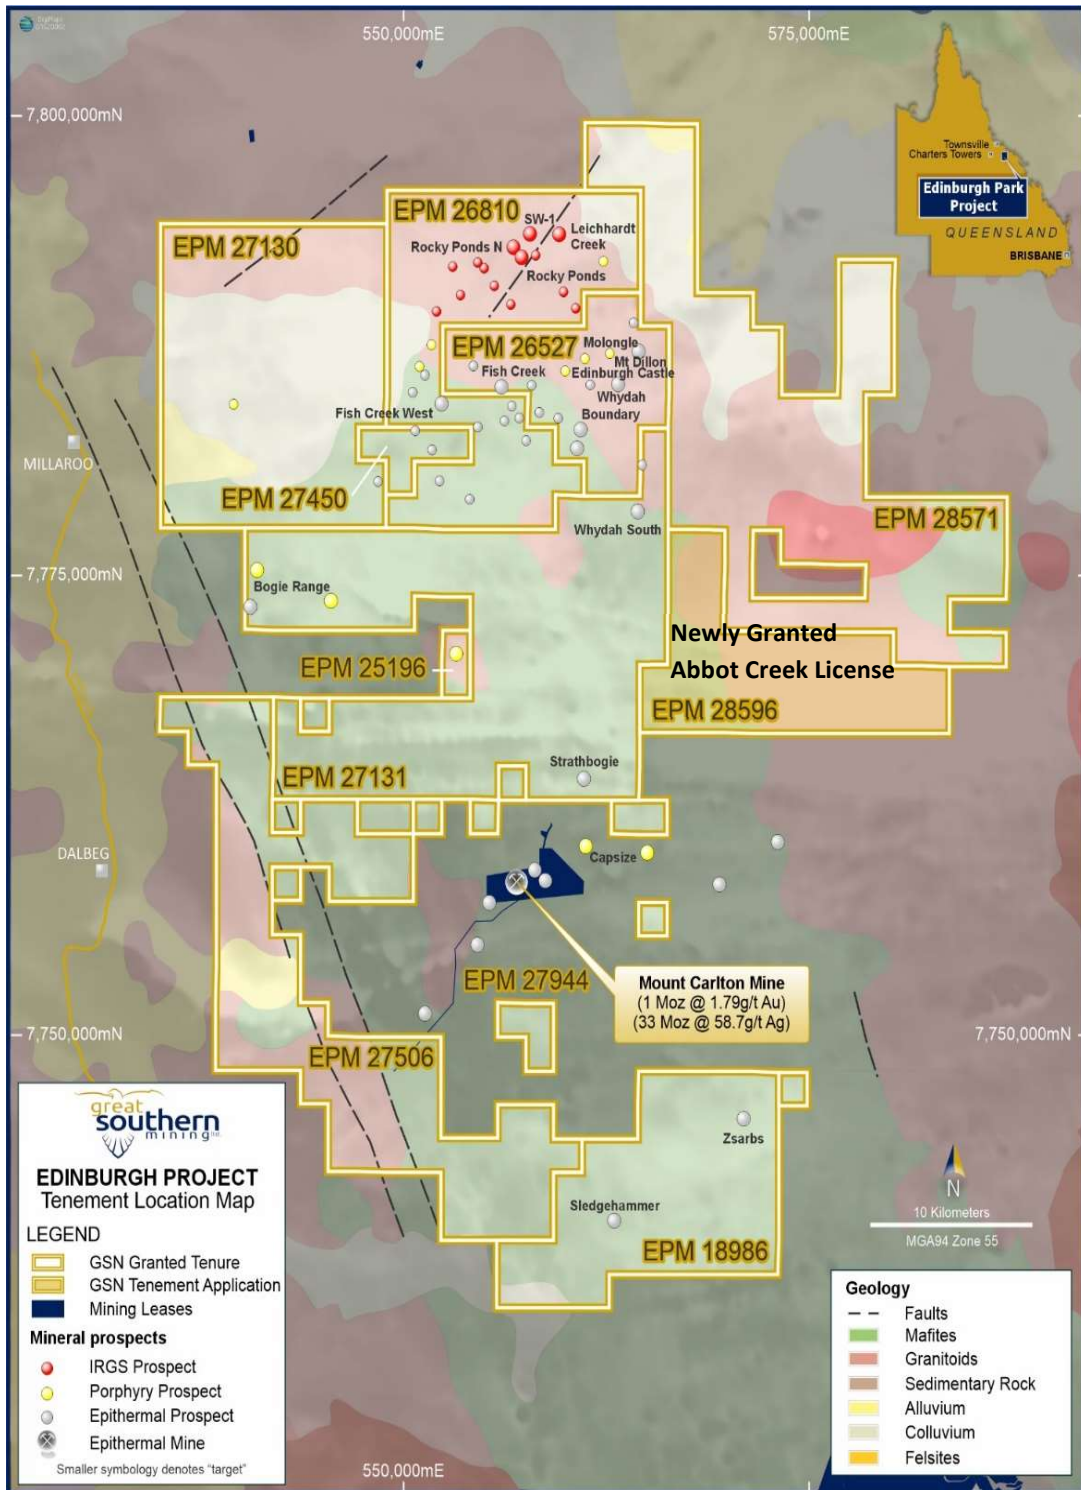 550,000mE
575,000mE
7,800,000mN
Townsville
Charters Towers
Edinburgh Park
Project
QUEENSLAND
BRISBANE
EPM 26810
SW-1
Leichhardt
Creek
EPM 27130
Rocky Ponds N
Rocky Ponds
EPM 26527
Molongle
Mt Dillon
Fish Creek
Edinburgh Castle
Whydah
Fish Creek West
Boundary
MILLAROO
EPM 27450
EPM 28571
Whydah South
7,775,000mN
Bogie Range
Newly Granted
Abbot Creek License
EPM 25196
EPM 28596
EPM 27131
Strathbogie
DALBEG
Capsize
EPM 27944
Mount Carlton Mine
(1 Moz @ 1.79g/t Au)
(33 Moz @ 58.7g/t Ag)
7,750,000mN
7,750,000mN
EPM 27506
great
southern
mining
EDINBURGH PROJECT
Tenement Location Map
LEGEND
GSN Granted Tenure
GSN Tenement Application
Mining Leases
Mineral prospects
IRGS Prospect
Porphyry Prospect
Epithermal Prospect
Epithermal Mine
Smaller symbology denotes "target"
Zsarbs
Sledgehammer
EPM 18986
N
10 Kilometers
MGA94 Zone 55
Geology
Faults
Mafites
Granitoids
Sedimentary Rock
Alluvium
Colluvium
Felsites
550,000mE